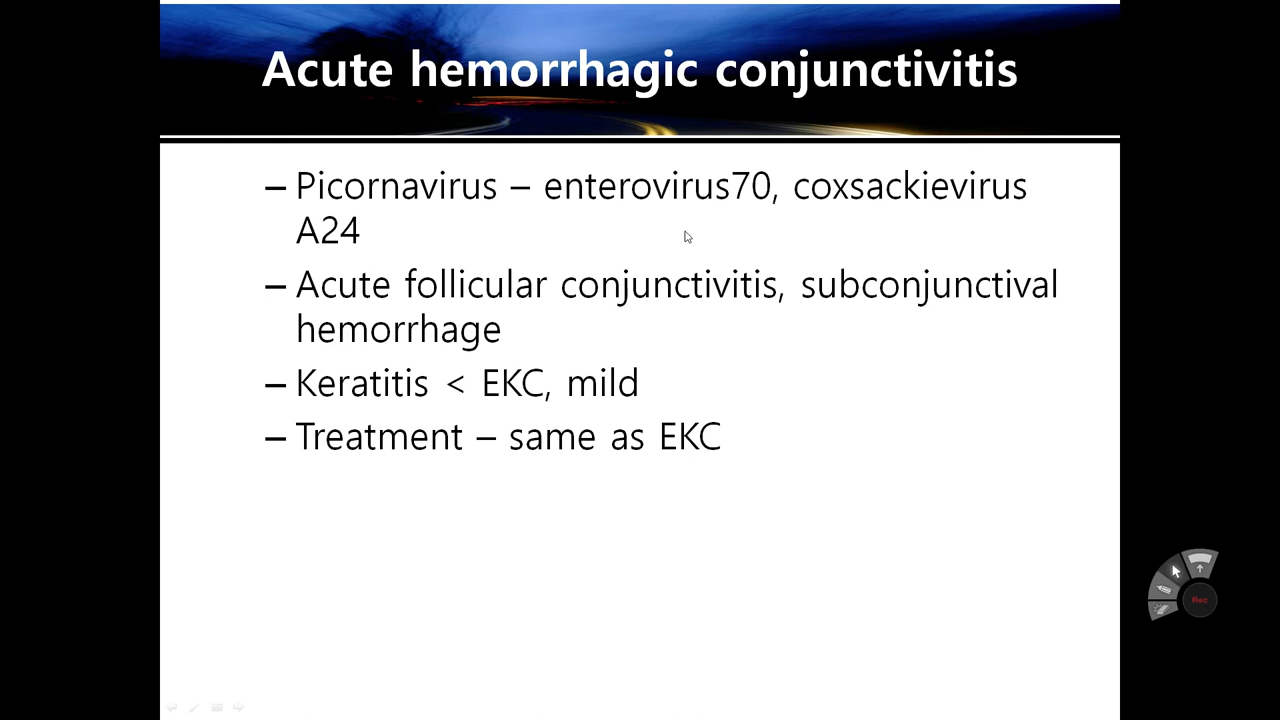 Acute hemorrhagic conjunctivitis
– Picornavirus – enterovirus70, coxsackievirus
A24
– Acute follicular conjunctivitis, subconjunctival
hemorrhage
– Keratitis < EKC, mild
– Treatment – same as EKC
Rec